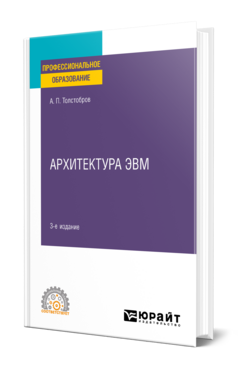 ПРОФЕССИОНАЛЬНОЕ
ОБРАЗОВАНИЕ
А. П. Толстобров
АРХИТЕКТУРА ЭВМ
3-е издание
юрайт
издательство